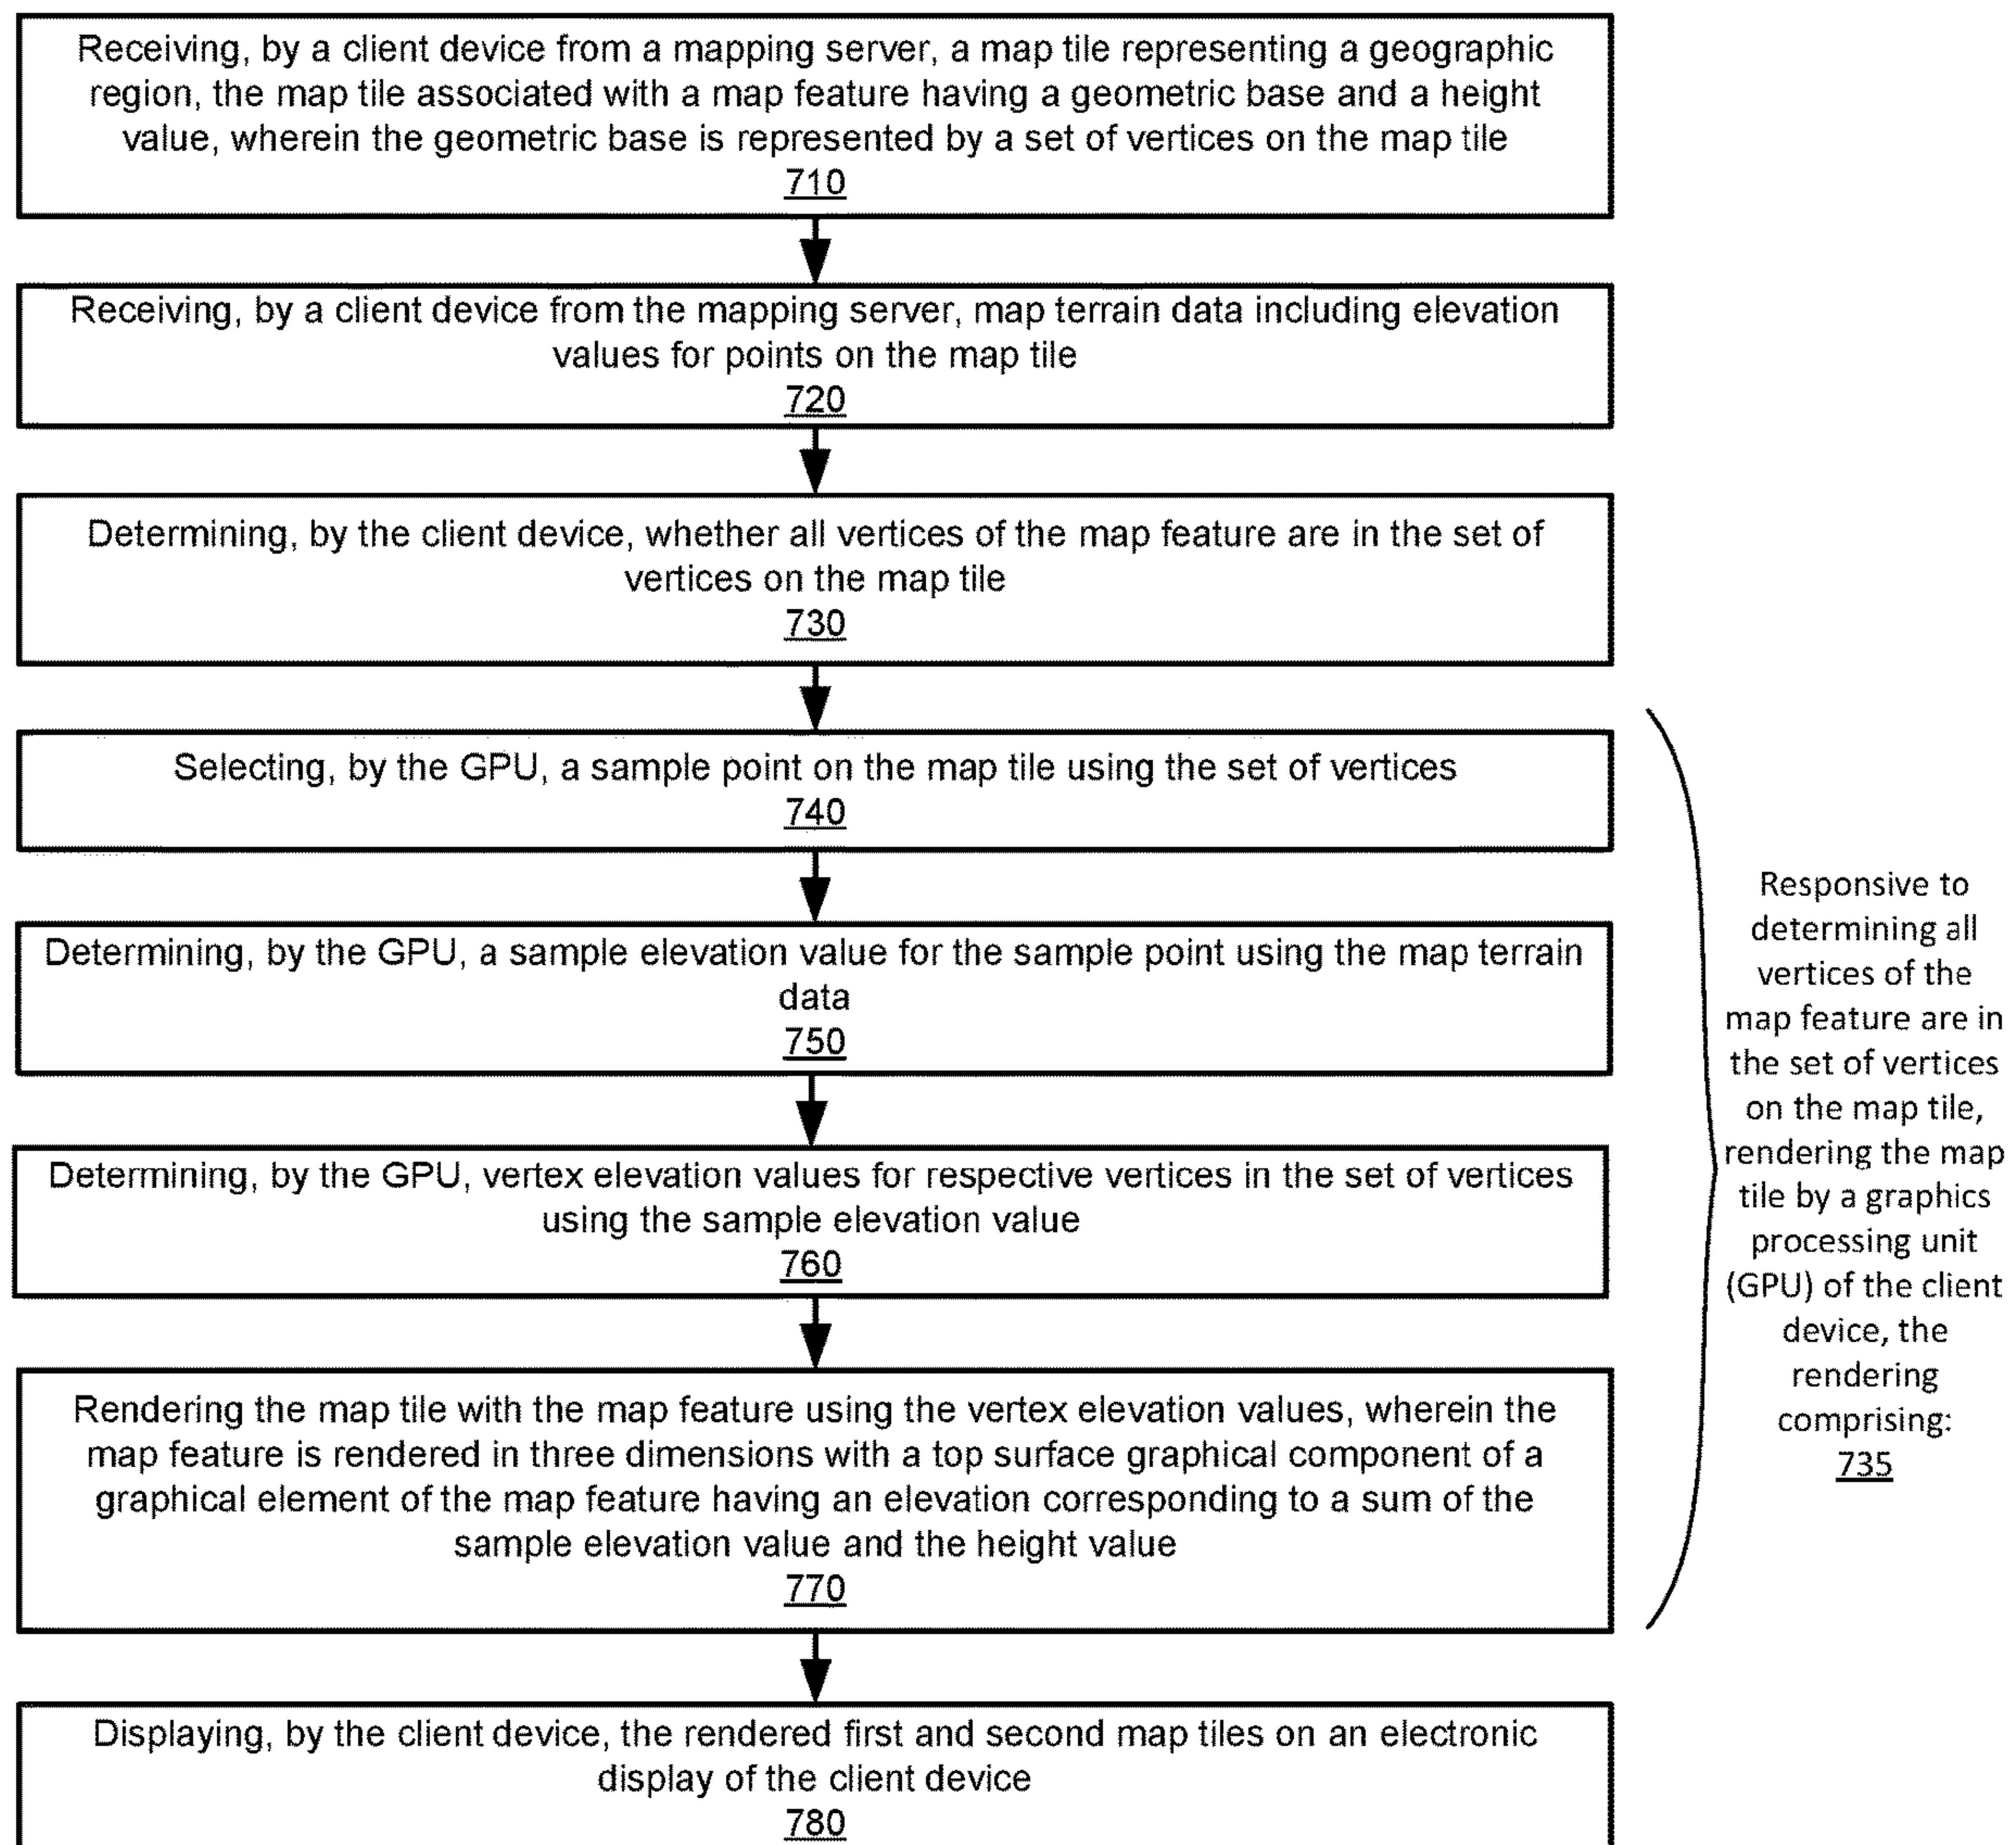 Receiving, by a client device from a mapping server, a map tile representing a geographic
region, the map tile associated with a map feature having a geometric base and a height
value, wherein the geometric base is represented by a set of vertices on the map tile
710
Receiving, by a client device from the mapping server, map terrain data including elevation
values for points on the map tile
720
Determining, by the client device, whether all vertices of the map feature are in the set of
vertices on the map tile
730
Selecting, by the GPU, a sample point on the map tile using the set of vertices
740
Determining, by the GPU, a sample elevation value for the sample point using the map terrain
data
750
Determining, by the GPU, vertex elevation values for respective vertices in the set of vertices
using the sample elevation value
760
Rendering the map tile with the map feature using the vertex elevation values, wherein the
map feature is rendered in three dimensions with a top surface graphical component of a
graphical element of the map feature having an elevation corresponding to a sum of the
sample elevation value and the height value
770
Responsive to
determining all
vertices of the
map feature are in
the set of vertices
on the map tile,
rendering the map
tile by a graphics
processing unit
(GPU) of the client
device, the
rendering
comprising:
735
Displaying, by the client device, the rendered first and second map tiles on an electronic
display of the client device
780